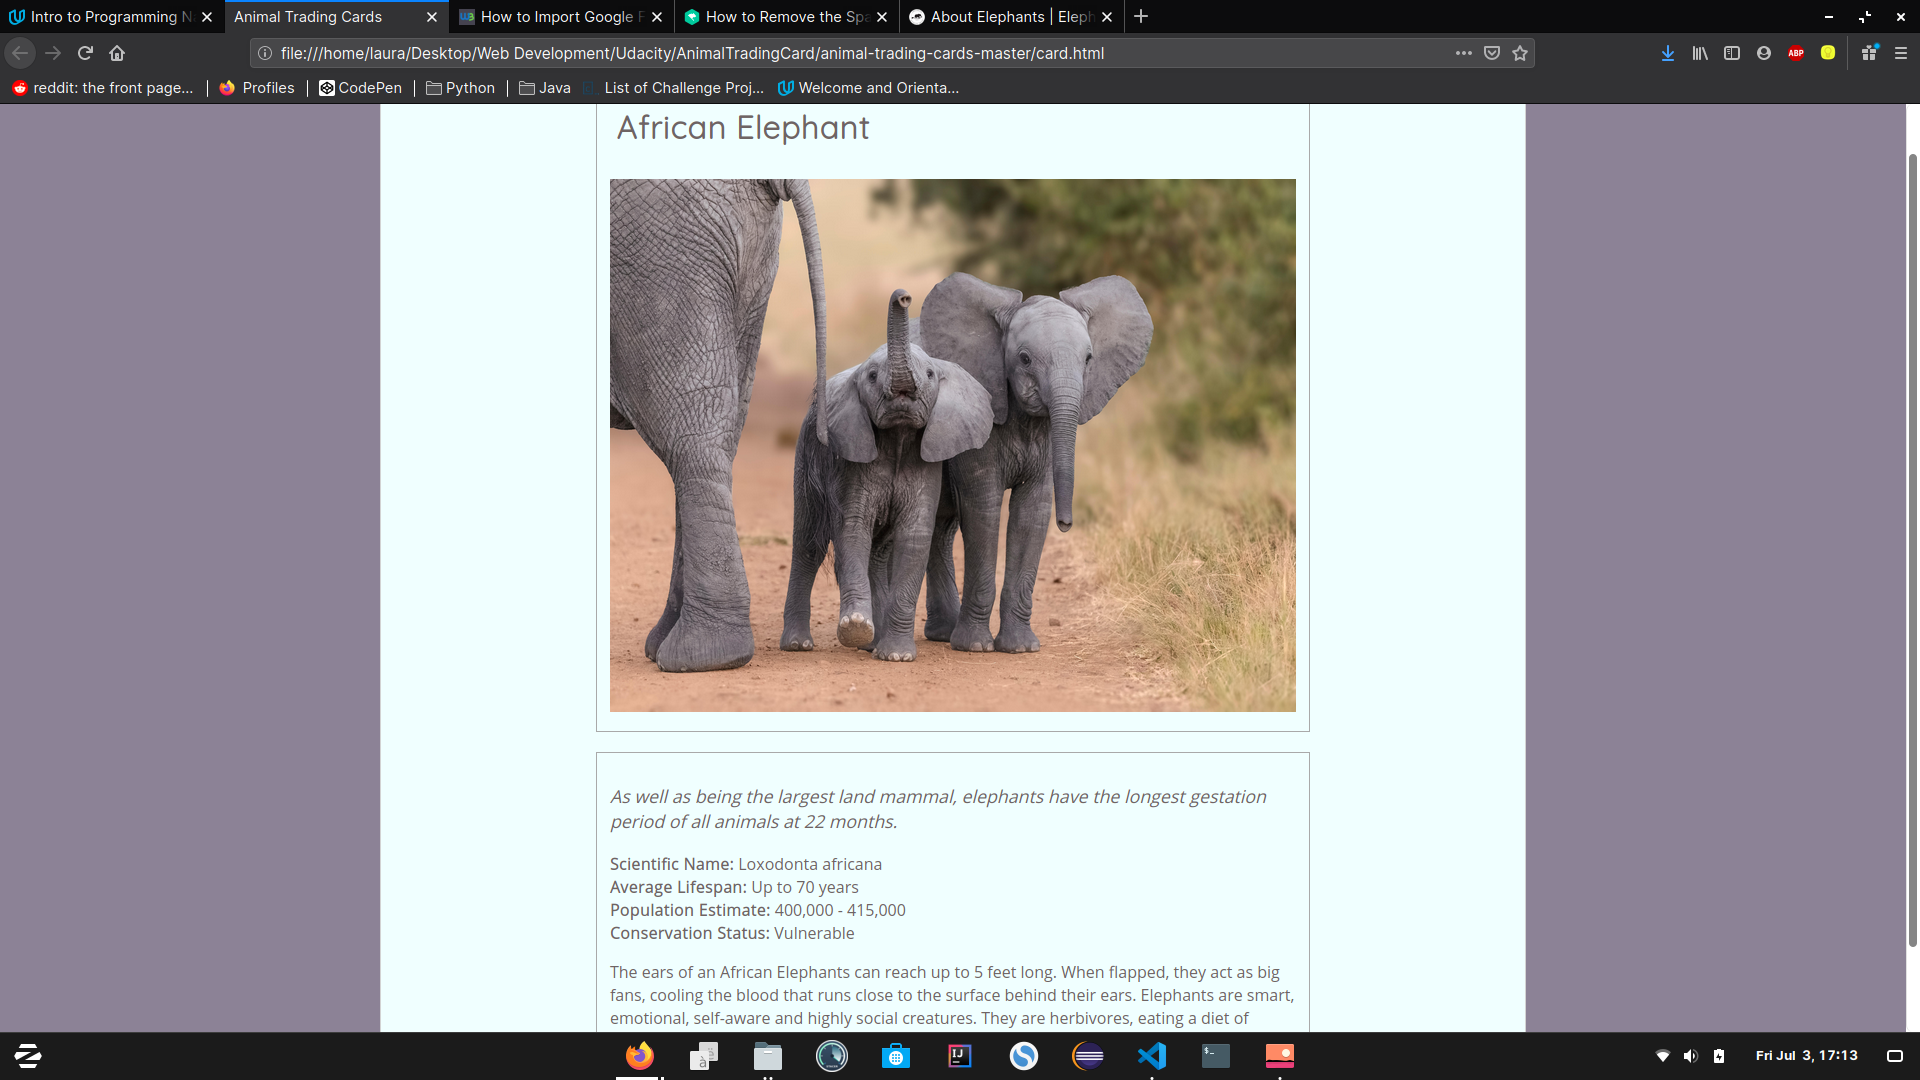 Intro to Programming N
Animal Trading Cards
How to Import Google F
How to Remove the Spa
About Elephants | Eleph
file:///home/laura/Desktop/Web Development/Udacity/AnimalTradingCard/animal-trading-cards-master/card.html
ABP
reddit: the front page...
Profiles
CodePen
Python
Java
List of Challenge Proj...
Welcome and Orienta...
African Elephant
As well as being the largest land mammal, elephants have the longest gestation
period of all animals at 22 months.
Scientific Name: Loxodonta africana
Average Lifespan: Up to 70 years
Population Estimate: 400,000 - 415,000
Conservation Status: Vulnerable
The ears of an African Elephants can reach up to 5 feet long. When flapped, they act as big
fans, cooling the blood that runs close to the surface behind their ears. Elephants are smart,
emotional, self-aware and highly social creatures. They are herbivores, eating a diet of
IJ
Fri Jul 3, 17:13